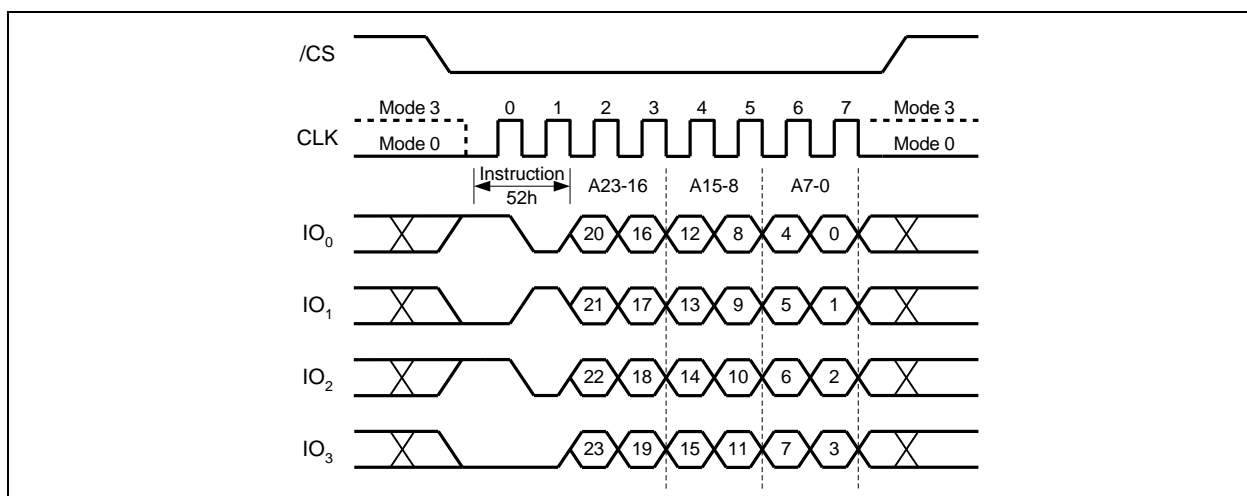 /CS
Mode 3 0 1 2 3 4 5 6 7 Mode 3
CLK
Mode 0 Mode 0
Instruction
52h
A23-16 A15-8 A7-0
IO0 20 16 12 8 4 0
IO1 21 17 13 9 5 1
IO2 22 18 14 10 6 2
IO3 23 19 15 11 7 3